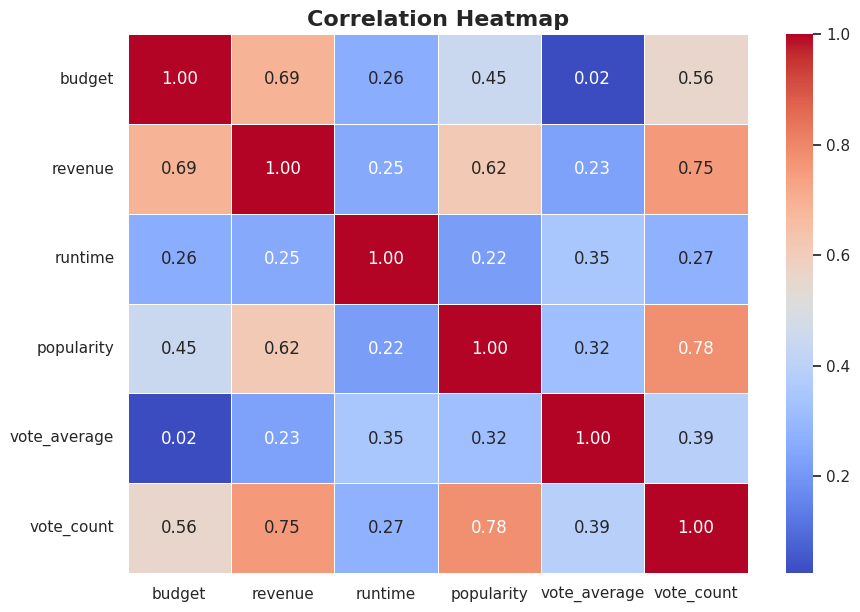 Correlation Heatmap
budget 1.00 0.69 0.26 0.45 0.02 0.56
revenue 0.69 1.00 0.25 0.62 0.23 0.75
runtime 0.26 0.25 1.00 0.22 0.35 0.27
popularity 0.45 0.62 0.22 1.00 0.32 0.78
vote_average 0.02 0.23 0.35 0.32 1.00 0.39
vote_count 0.56 0.75 0.27 0.78 0.39 1.00
budget revenue runtime popularity vote_average vote_count
1.0
0.8
0.6
0.4
0.2